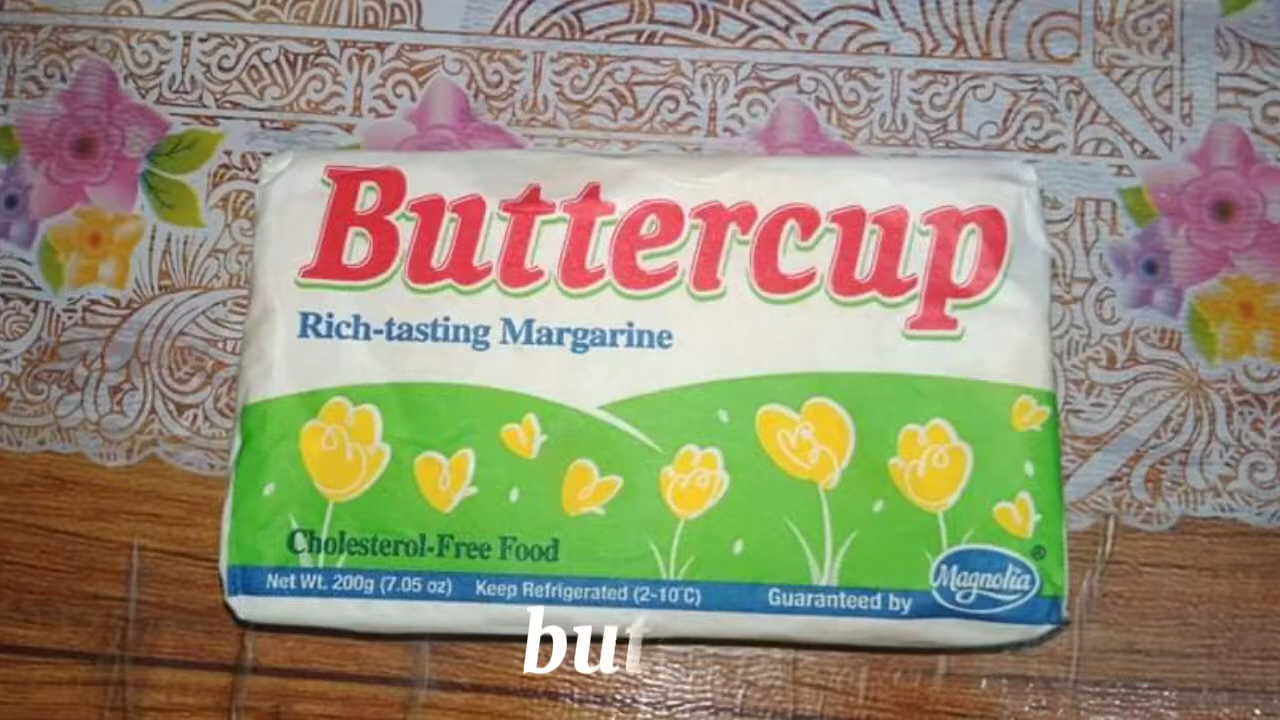 Buttercup
Rich-tasting Margarine
Cholesterol-Free Food
Net Wt. 200g (7.05 oz) Keep Refrigerated (2-10°C) Guaranteed by Magnolia®
but